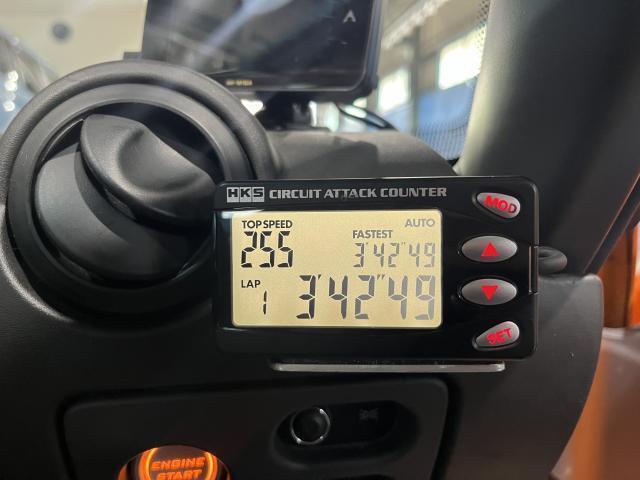 HKS CIRCUIT ATTACK COUNTER
MOD
TOP SPEED
255
AUTO
FASTEST
3'42"49
LAP
1
3'42"49
▲
▼
SET
ENGINE
START